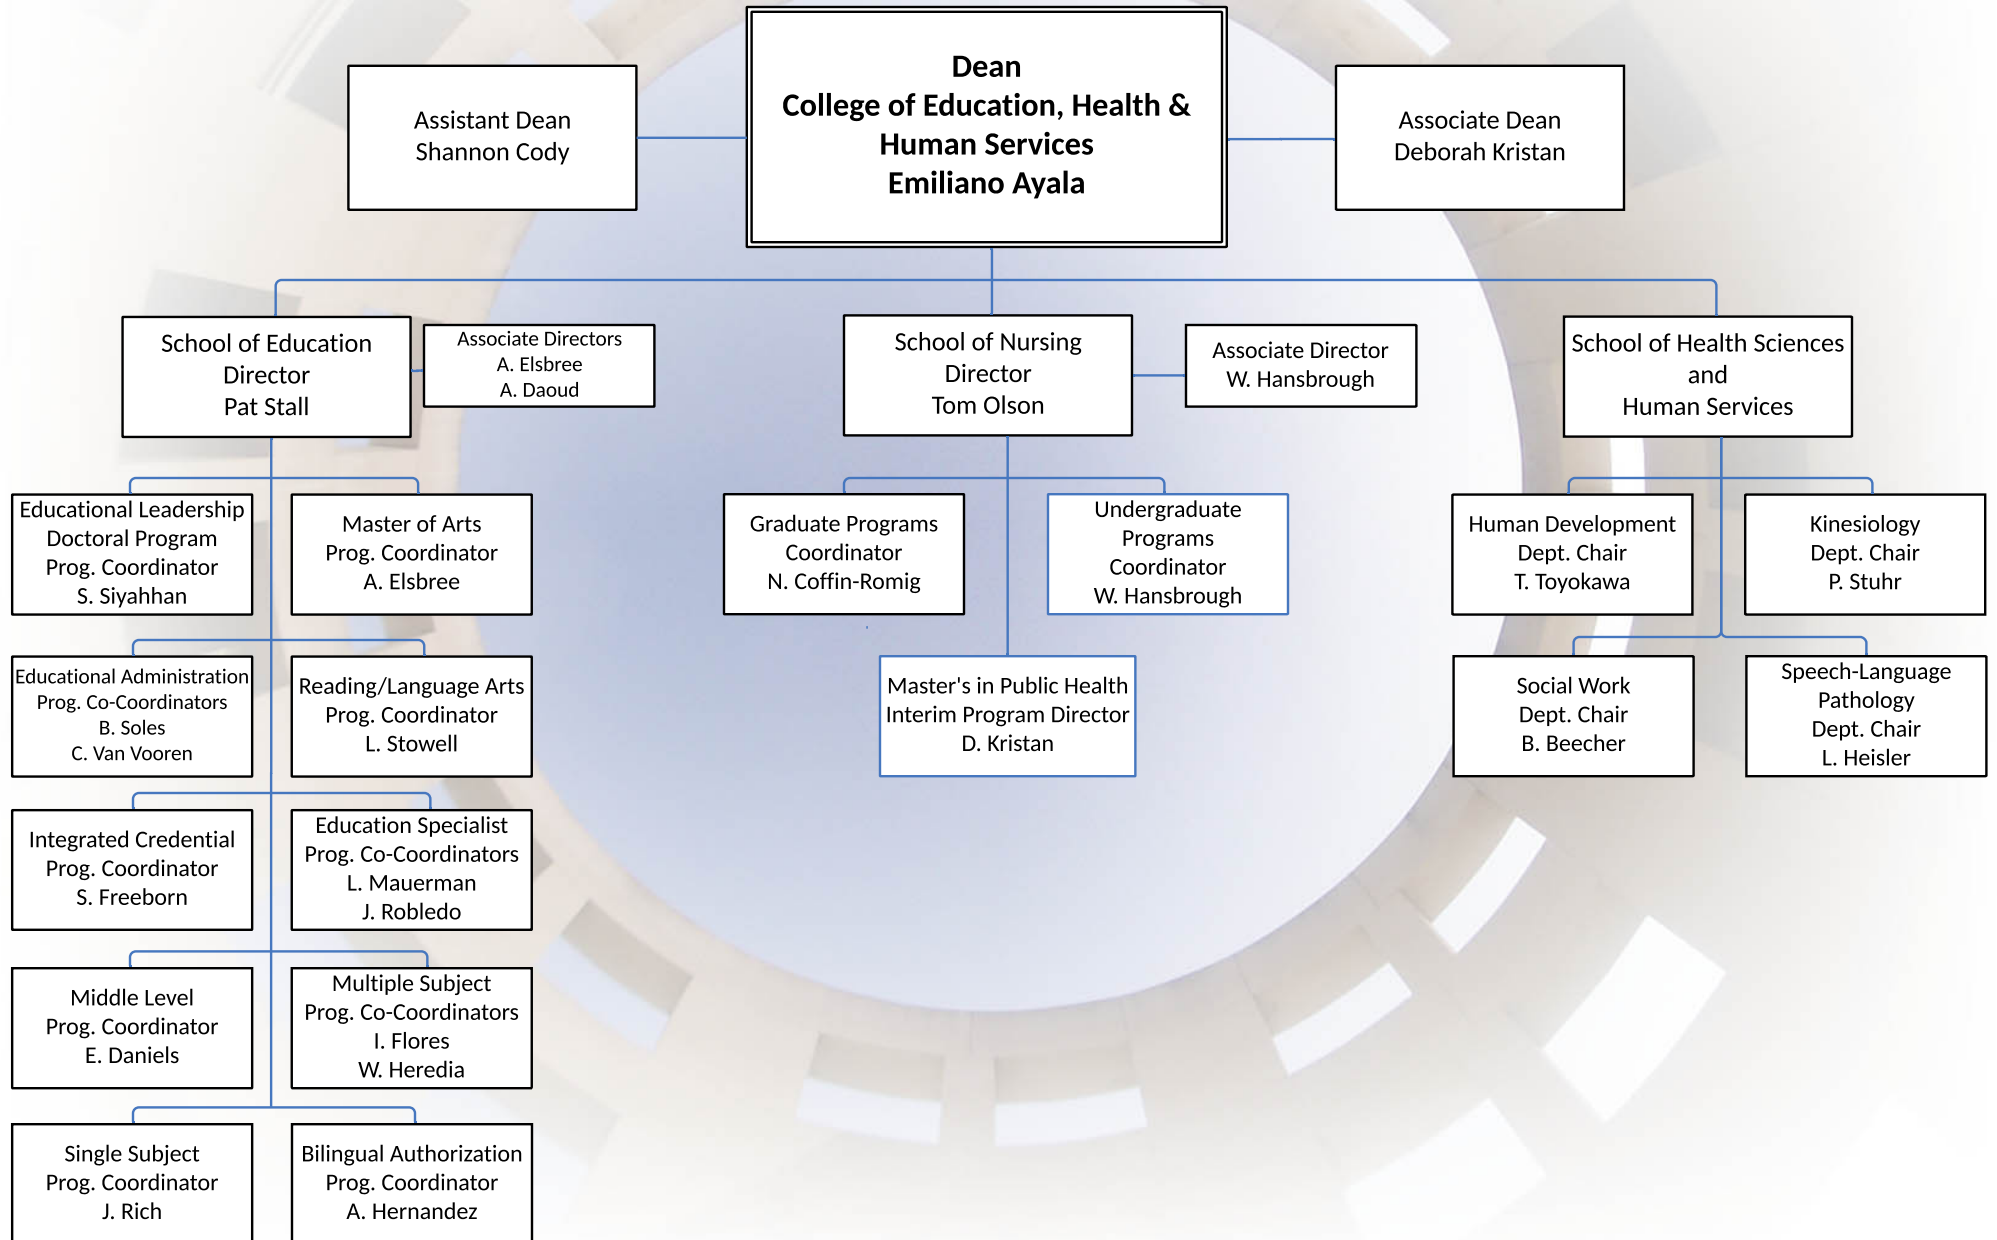 Dean
College of Education, Health &
Human Services
Emiliano Ayala
Assistant Dean
Shannon Cody
Associate Dean
Deborah Kristan
School of Education
Director
Pat Stall
Associate Directors
A. Elsbree
A. Daoud
School of Nursing
Director
Tom Olson
Associate Director
W. Hansbrough
School of Health Sciences
and
Human Services
Educational Leadership
Doctoral Program
Prog. Coordinator
S. Siyahhan
Master of Arts
Prog. Coordinator
A. Elsbree
Graduate Programs
Coordinator
N. Coffin-Romig
Undergraduate
Programs
Coordinator
W. Hansbrough
Human Development
Dept. Chair
T. Toyokawa
Kinesiology
Dept. Chair
P. Stuhr
Educational Administration
Prog. Co-Coordinators
B. Soles
C. Van Vooren
Reading/Language Arts
Prog. Coordinator
L. Stowell
Master's in Public Health
Interim Program Director
D. Kristan
Social Work
Dept. Chair
B. Beecher
Speech-Language
Pathology
Dept. Chair
L. Heisler
Integrated Credential
Prog. Coordinator
S. Freeborn
Education Specialist
Prog. Co-Coordinators
L. Mauerman
J. Robledo
Middle Level
Prog. Coordinator
E. Daniels
Multiple Subject
Prog. Co-Coordinators
I. Flores
W. Heredia
Single Subject
Prog. Coordinator
J. Rich
Bilingual Authorization
Prog. Coordinator
A. Hernandez